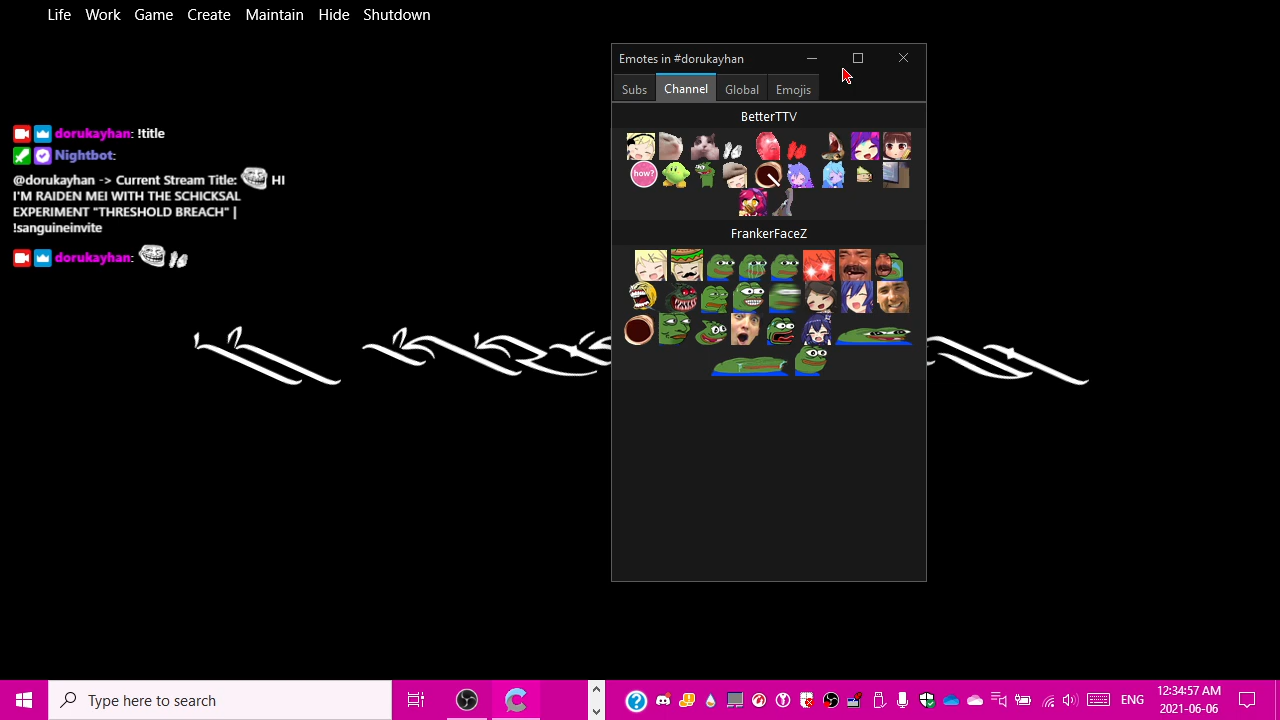 Life Work Game Create Maintain Hide Shutdown
Emotes in #dorukayhan
Subs Channel Global Emojis
BetterTTV
how?
FrankerFaceZ
dorukayhan: !title
Nightbot:
@dorukayhan -> Current Stream Title: HI
I'M RAIDEN MEI WITH THE SCHICKSAL
EXPERIMENT "THRESHOLD BREACH" |
!sanguineinvite
dorukayhan:
Type here to search
ENG
12:34:57 AM
2021-06-06